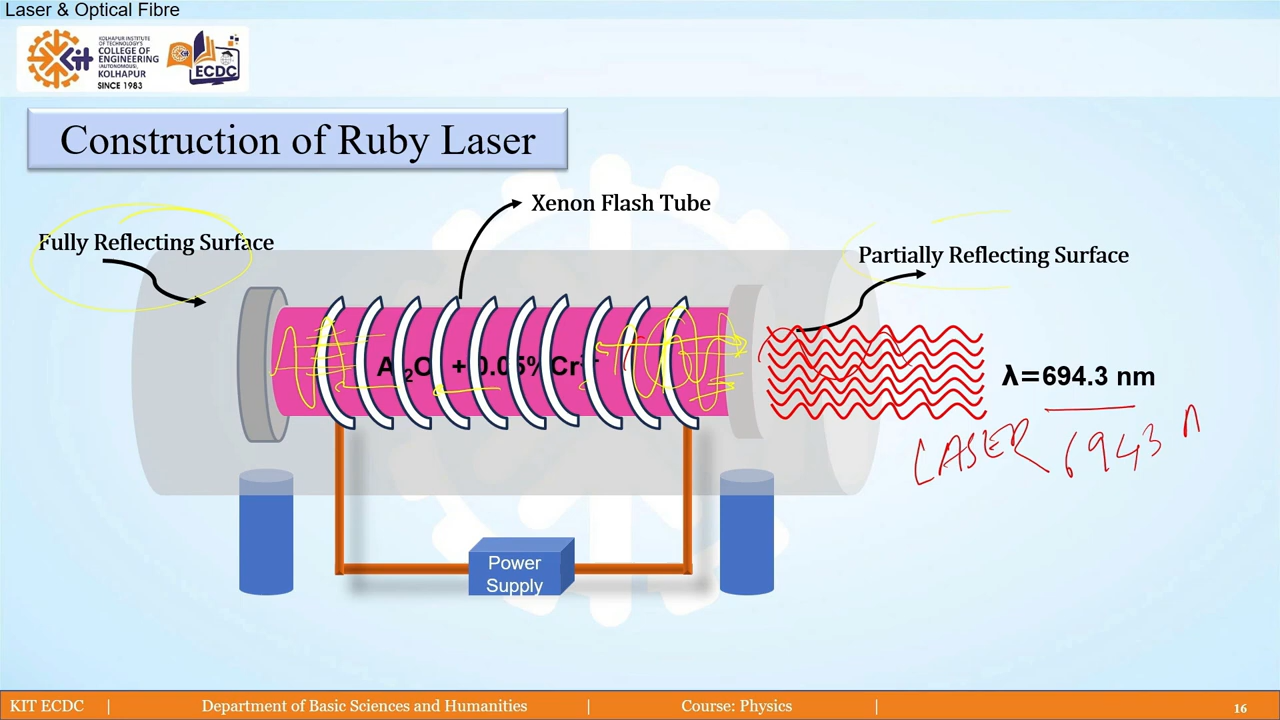 Laser & Optical Fibre
KOLHAPUR INSTITUTE
OF TECHNOLOGY'S
COLLEGE OF
ENGINEERING
(AUTONOMOUS),
KOLHAPUR
SINCE 1983
Kit
ECDC
Construction of Ruby Laser
Xenon Flash Tube
Fully Reflecting Surface
Partially Reflecting Surface
+ 0.05% Cr
λ=694.3 nm
LASER 6943
Power
Supply
KIT ECDC | Department of Basic Sciences and Humanities | Course: Physics | 16